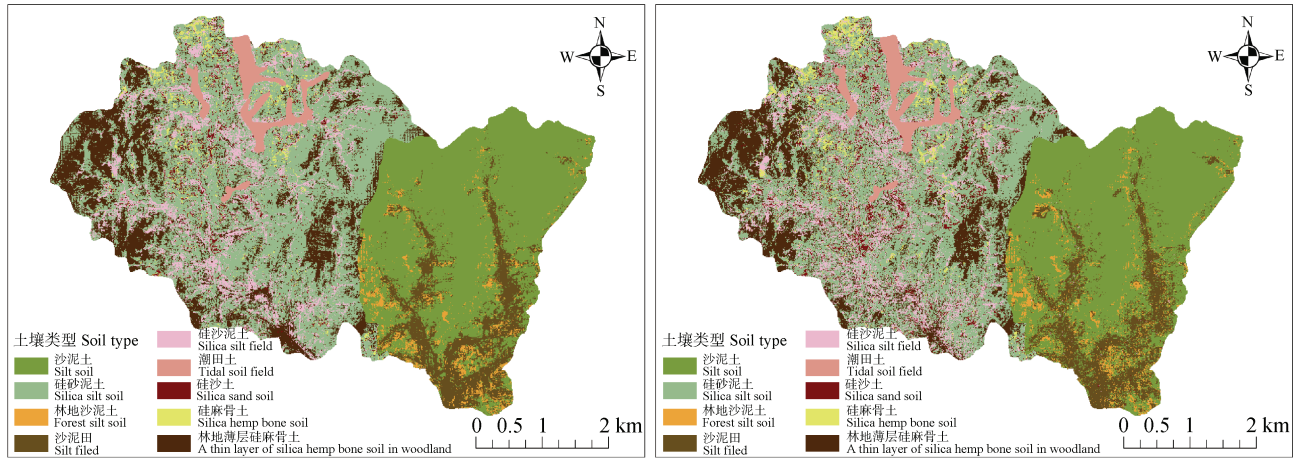 N
W E
S
土壤类型 Soil type
沙泥土
Silt soil
硅砂泥土
Silica silt soil
林地沙泥土
Forest silt soil
沙泥田
Silt filed
硅沙泥土
Silica silt field
潮田土
Tidal soil field
硅沙土
Silica sand soil
硅麻骨土
Silica hemp bone soil
林地薄层硅麻骨土
A thin layer of silica hemp bone soil in woodland
0 0.5 1 2 km
N
W E
S
土壤类型 Soil type
沙泥土
Silt soil
硅砂泥土
Silica silt soil
林地沙泥土
Forest silt soil
沙泥田
Silt filed
硅沙泥土
Silica silt field
潮田土
Tidal soil field
硅沙土
Silica sand soil
硅麻骨土
Silica hemp bone soil
林地薄层硅麻骨土
A thin layer of silica hemp bone soil in woodland
0 0.5 1 2 km